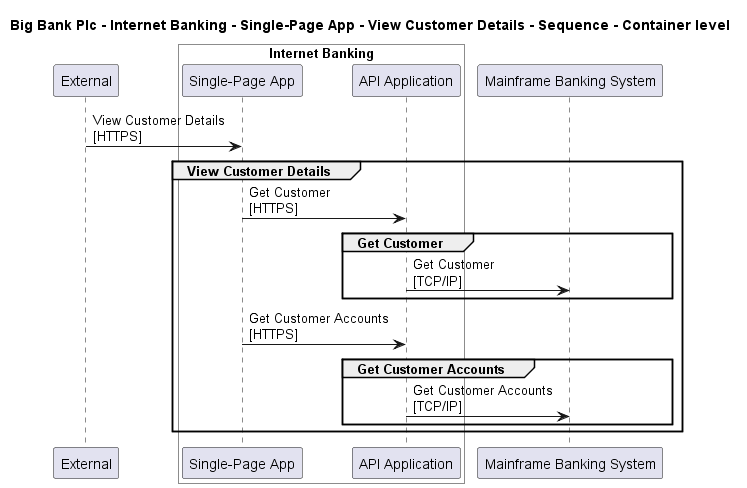 Big Bank Plc - Internet Banking - Single-Page App - View Customer Details - Sequence - Container level
Internet Banking
External
Single-Page App
API Application
Mainframe Banking System
View Customer Details
[HTTPS]
View Customer Details
Get Customer
[HTTPS]
Get Customer
Get Customer
[TCP/IP]
Get Customer Accounts
[HTTPS]
Get Customer Accounts
Get Customer Accounts
[TCP/IP]
External
Single-Page App
API Application
Mainframe Banking System